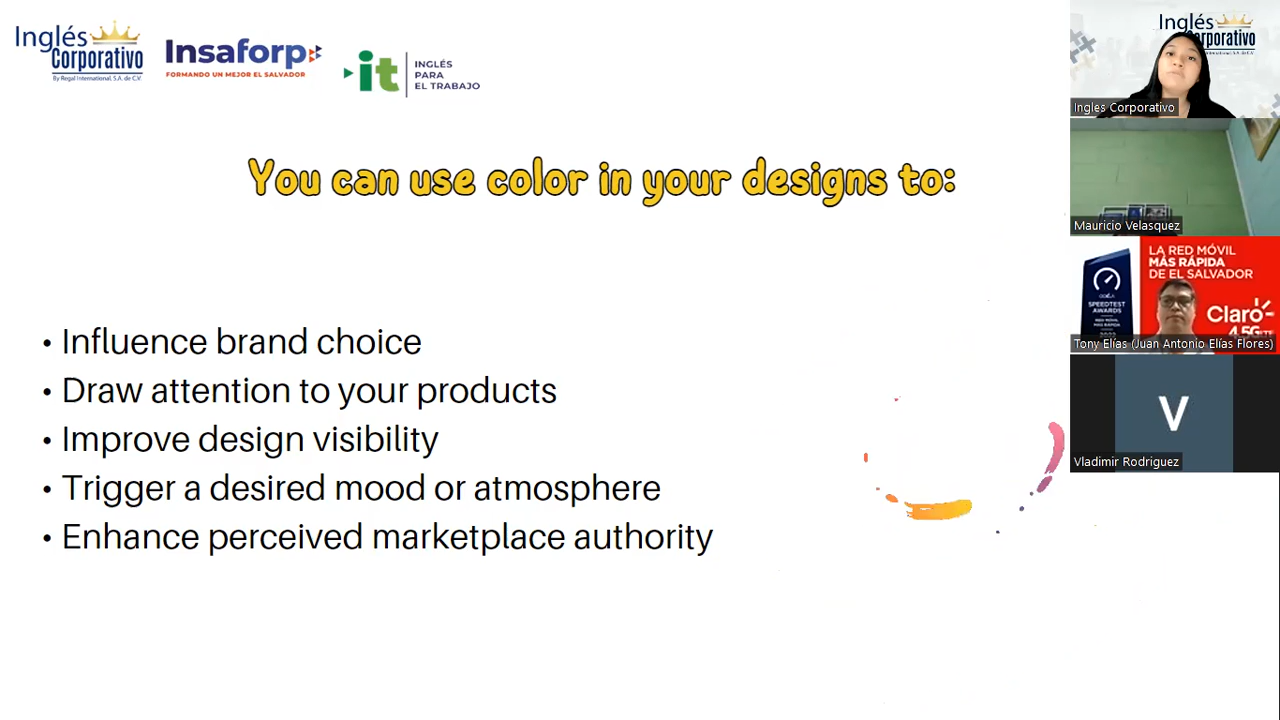 Inglés
Corporativo
By Regal International, S.A. de C.V.
Insaforp
FORMANDO UN MEJOR EL SALVADOR
it
INGLÉS
PARA
EL TRABAJO
You can use color in your designs to:
• Influence brand choice
• Draw attention to your products
• Improve design visibility
• Trigger a desired mood or atmosphere
• Enhance perceived marketplace authority
Inglés
Corporativo
Ingles Corporativo
Mauricio Velasquez
LA RED MÓVIL
MÁS RÁPIDA
DE EL SALVADOR
SPEEDTEST
AWARDS
Claro
4.5G LTE
Tony Elías (Juan Antonio Elías Flores)
V
Vladimir Rodriguez